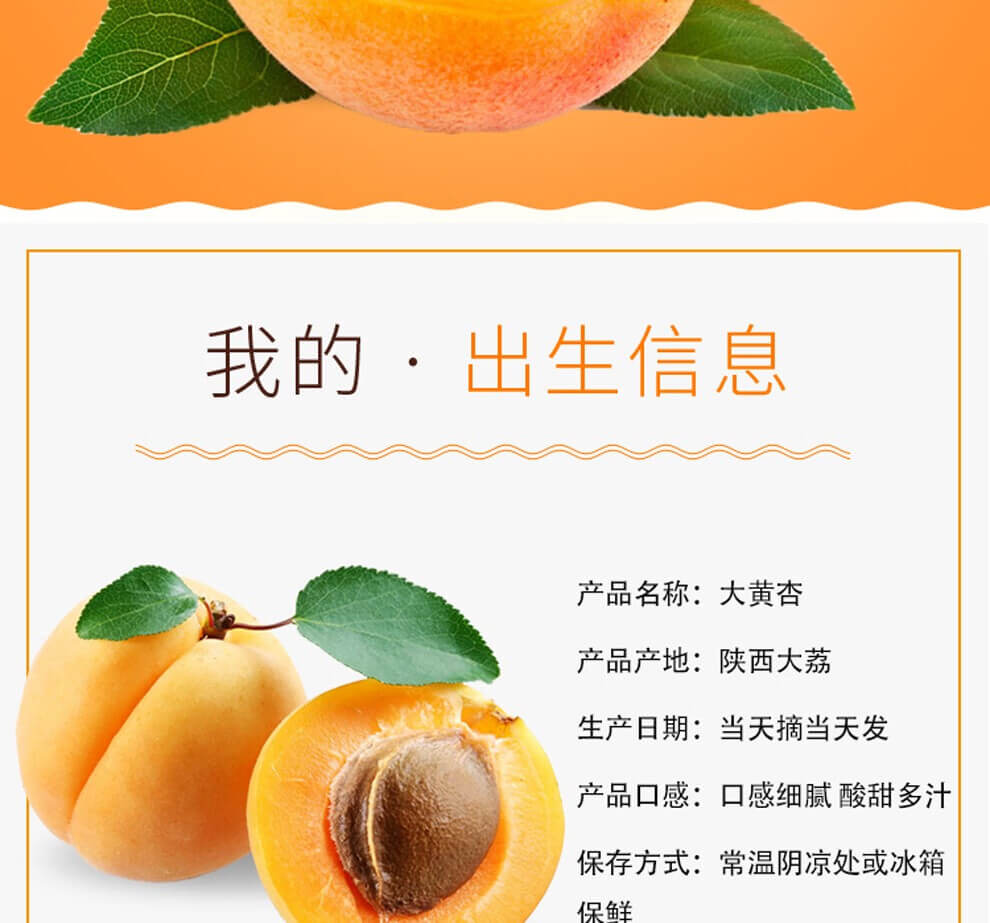 我的 · 出生信息
产品名称：大黄杏
产品产地：陕西大荔
生产日期：当天摘当天发
产品口感：口感细腻 酸甜多汁
保存方式：常温阴凉处或冰箱
保鲜